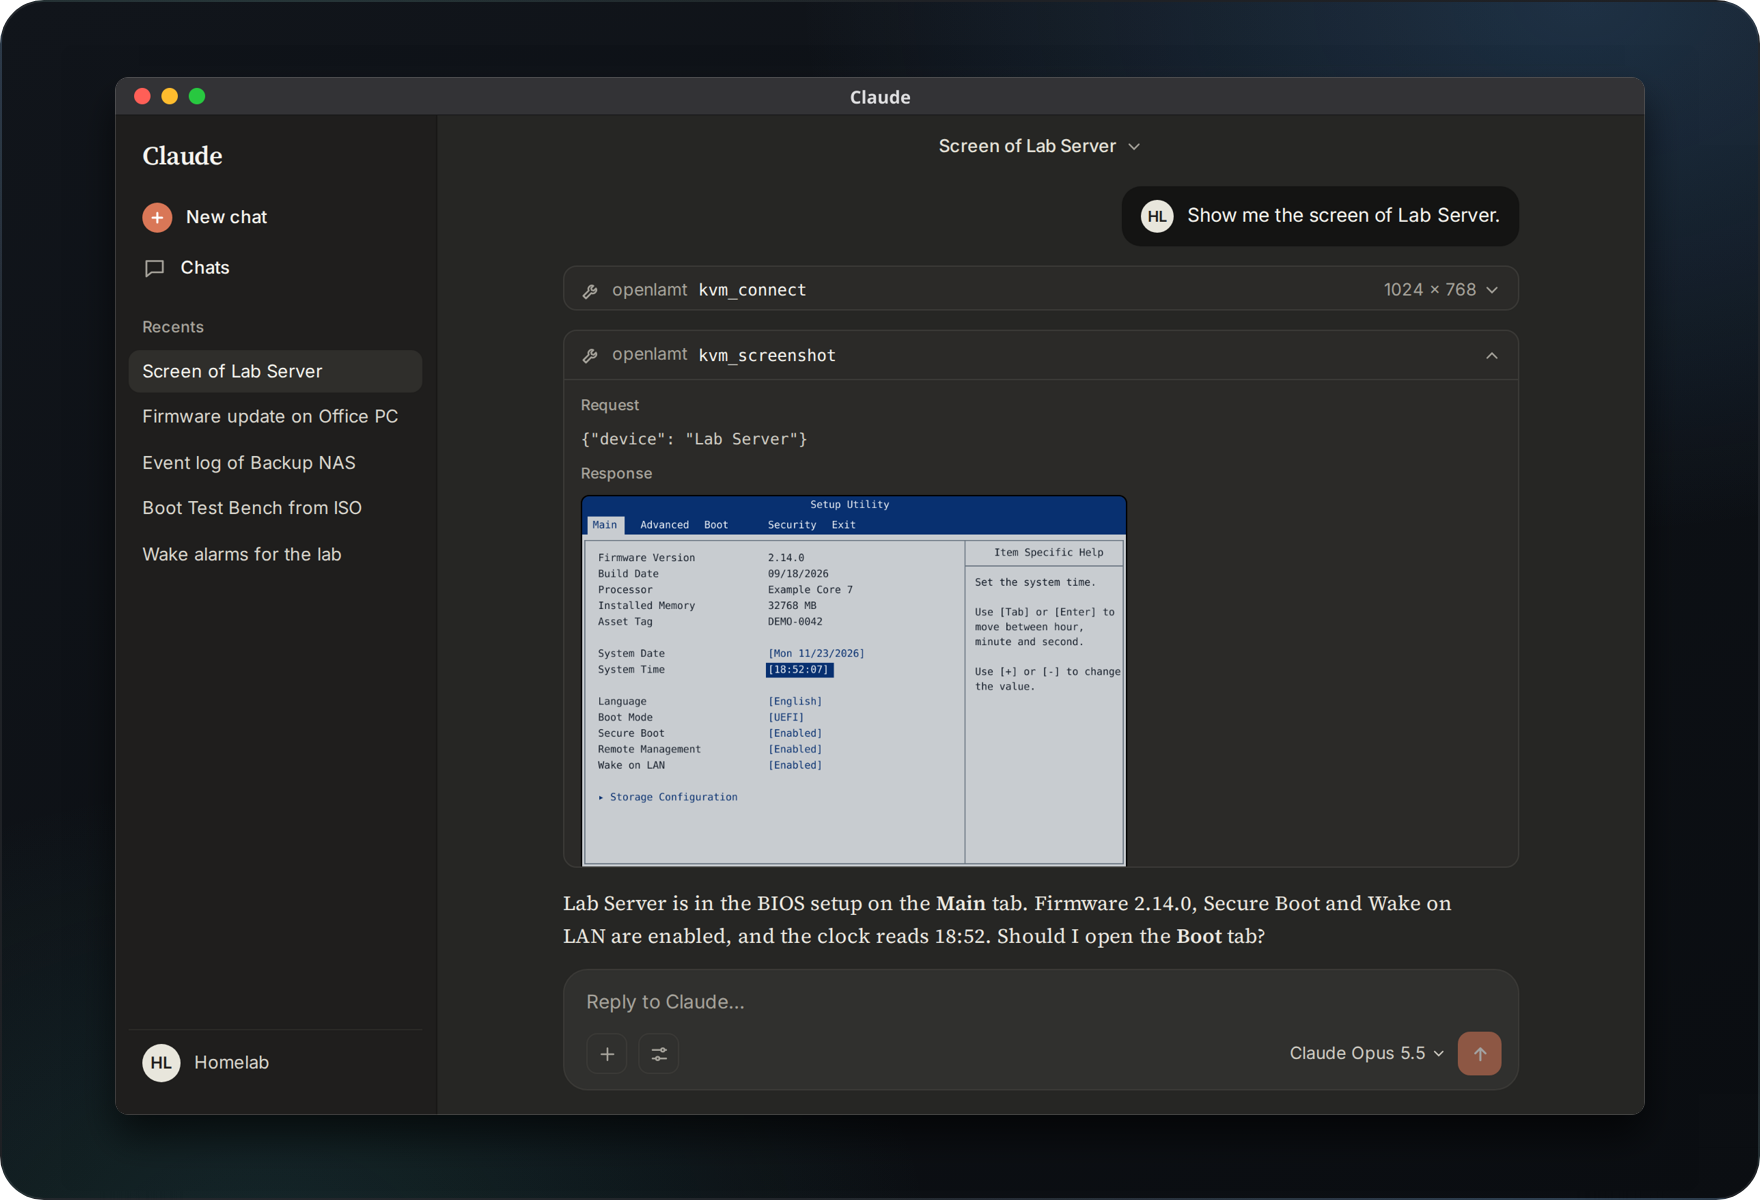 Claude
Claude
New chat
Chats
Recents
Screen of Lab Server
Firmware update on Office PC
Event log of Backup NAS
Boot Test Bench from ISO
Wake alarms for the lab
HL Homelab
Screen of Lab Server
HL Show me the screen of Lab Server.
openlamt kvm_connect 1024 × 768
openlamt kvm_screenshot
Request
{"device": "Lab Server"}
Response
Setup Utility
Main Advanced Boot Security Exit
Firmware Version 2.14.0
Build Date 09/18/2026
Processor Example Core 7
Installed Memory 32768 MB
Asset Tag DEMO-0042
System Date [Mon 11/23/2026]
System Time [18:52:07]
Language [English]
Boot Mode [UEFI]
Secure Boot [Enabled]
Remote Management [Enabled]
Wake on LAN [Enabled]
▸ Storage Configuration
Item Specific Help
Set the system time.
Use [Tab] or [Enter] to
move between hour,
minute and second.
Use [+] or [-] to change
the value.
Lab Server is in the BIOS setup on the Main tab. Firmware 2.14.0, Secure Boot and Wake on
LAN are enabled, and the clock reads 18:52. Should I open the Boot tab?
Reply to Claude...
Claude Opus 5.5